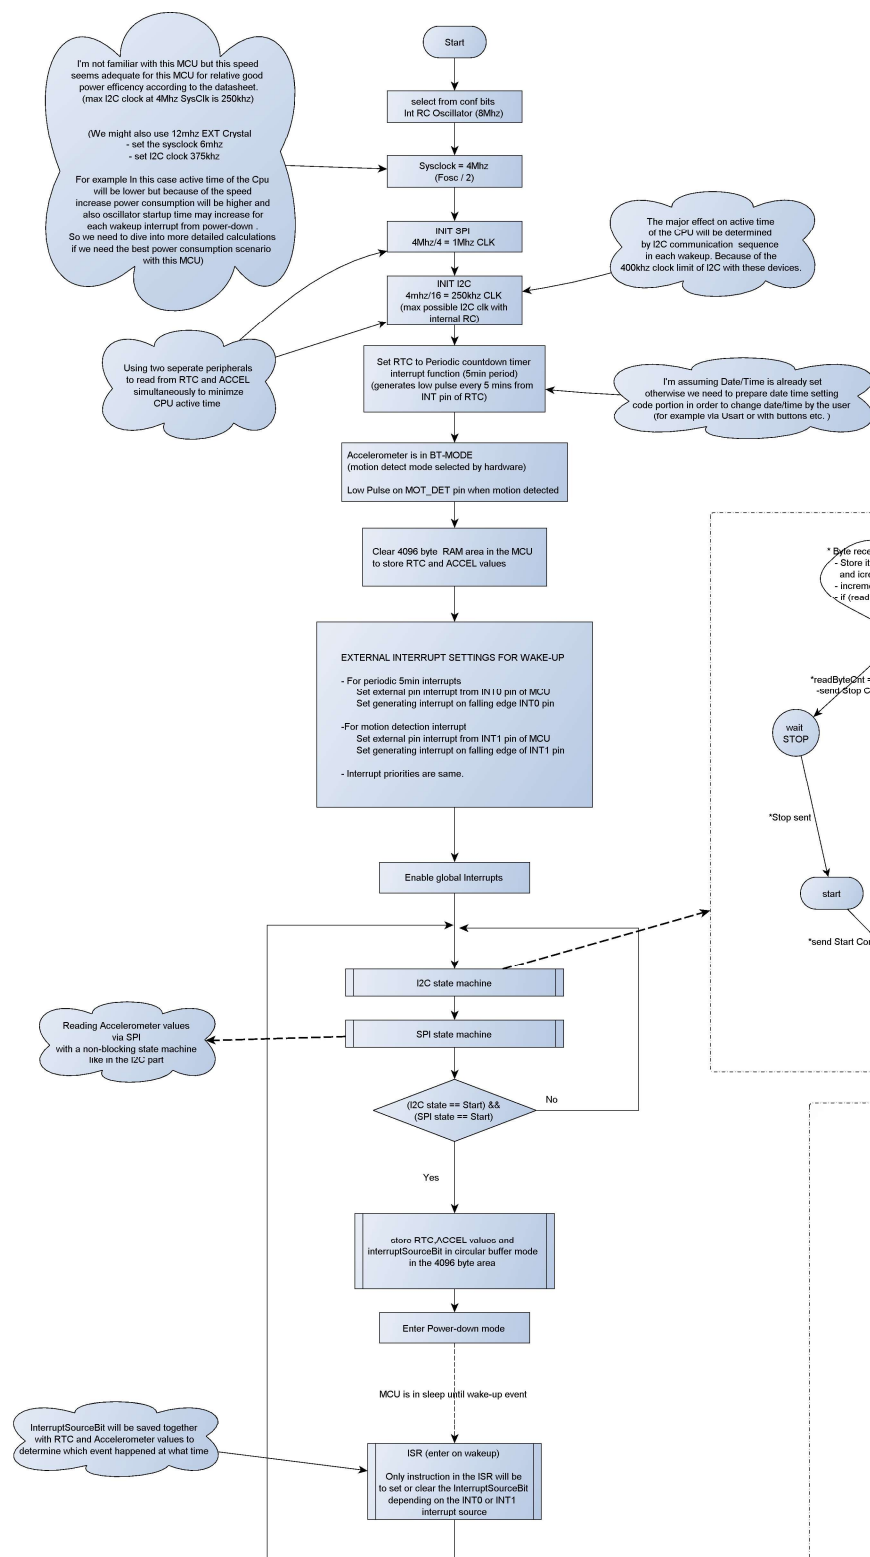 Start
I'm not familiar with this MCU but this speed
seems adequate for this MCU for relative good
power efficency according to the datasheet.
(max I2C clock at 4Mhz SysClk is 250khz)
(We might also use 12mhz EXT Crystal
- set the sysclock 6mhz
- set I2C clock 375khz
For example In this case active time of the Cpu
will be lower but because of the speed
increase power consumption will be higher and
also oscillator startup time may increase for
each wakeup interrupt from power-down .
So we need to dive into more detailed calculations
if we need the best power consumption scenario
with this MCU)
select from conf bits
Int RC Oscillator (8Mhz)
Sysclock = 4Mhz
(Fosc / 2)
INIT SPI
4Mhz/4 = 1Mhz CLK
The major effect on active time
of the CPU will be determined
by I2C communication sequence
in each wakeup. Because of the
400khz clock limit of I2C with these devices.
INIT I2C
4mhz/16 = 250khz CLK
(max possible I2C clk with
internal RC)
Using two seperate peripherals
to read from RTC and ACCEL
simultaneously to minimze
CPU active time
Set RTC to Periodic countdown timer
interrupt function (5min period)
(generates low pulse every 5 mins from
INT pin of RTC)
I'm assuming Date/Time is already set
otherwise we need to prepare date time setting
code portion in order to change date/time by the user
(for example via Usart or with buttons etc. )
Accelerometer is in BT-MODE
(motion detect mode selected by hardware)
Low Pulse on MOT_DET pin when motion detected
Clear 4096 byte RAM area in the MCU
to store RTC and ACCEL values
* Byte rece
- Store it
and icre
- increme
- if (read
EXTERNAL INTERRUPT SETTINGS FOR WAKE-UP
- For periodic 5min interrupts
Set external pin interrupt from INT0 pin of MCU
Set generating interrupt on falling edge INT0 pin
-For motion detection interrupt
Set external pin interrupt from INT1 pin of MCU
Set generating interrupt on falling edge of INT1 pin
- Interrupt priorities are same.
*readByteCnt =
-send Stop C
wait
STOP
*Stop sent
start
*send Start Con
Enable global Interrupts
I2C state machine
SPI state machine
Reading Accelerometer values
via SPI
with a non-blocking state machine
like in the I2C part
(I2C state == Start) &&
(SPI state == Start)
No
Yes
store RTC,ACCEL values and
interruptSourceBit in circular buffer mode
in the 4096 byte area
Enter Power-down mode
MCU is in sleep until wake-up event
InterruptSourceBit will be saved together
with RTC and Accelerometer values to
determine which event happened at what time
ISR (enter on wakeup)
Only instruction in the ISR will be
to set or clear the InterruptSourceBit
depending on the INT0 or INT1
interrupt source